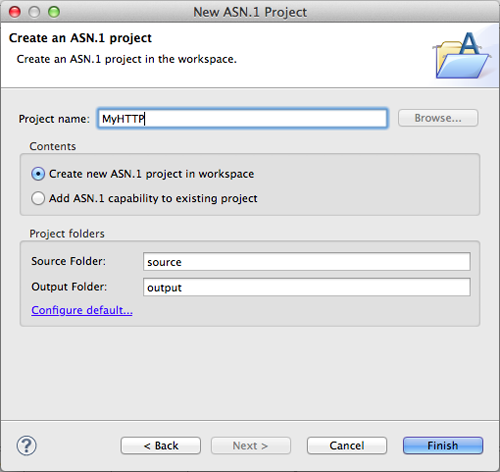 New ASN.1 Project
Create an ASN.1 project
Create an ASN.1 project in the workspace.
A
Project name: MyHTTP Browse...
Contents
Create new ASN.1 project in workspace
Add ASN.1 capability to existing project
Project folders
Source Folder: source
Output Folder: output
Configure default...
? < Back Next > Cancel Finish